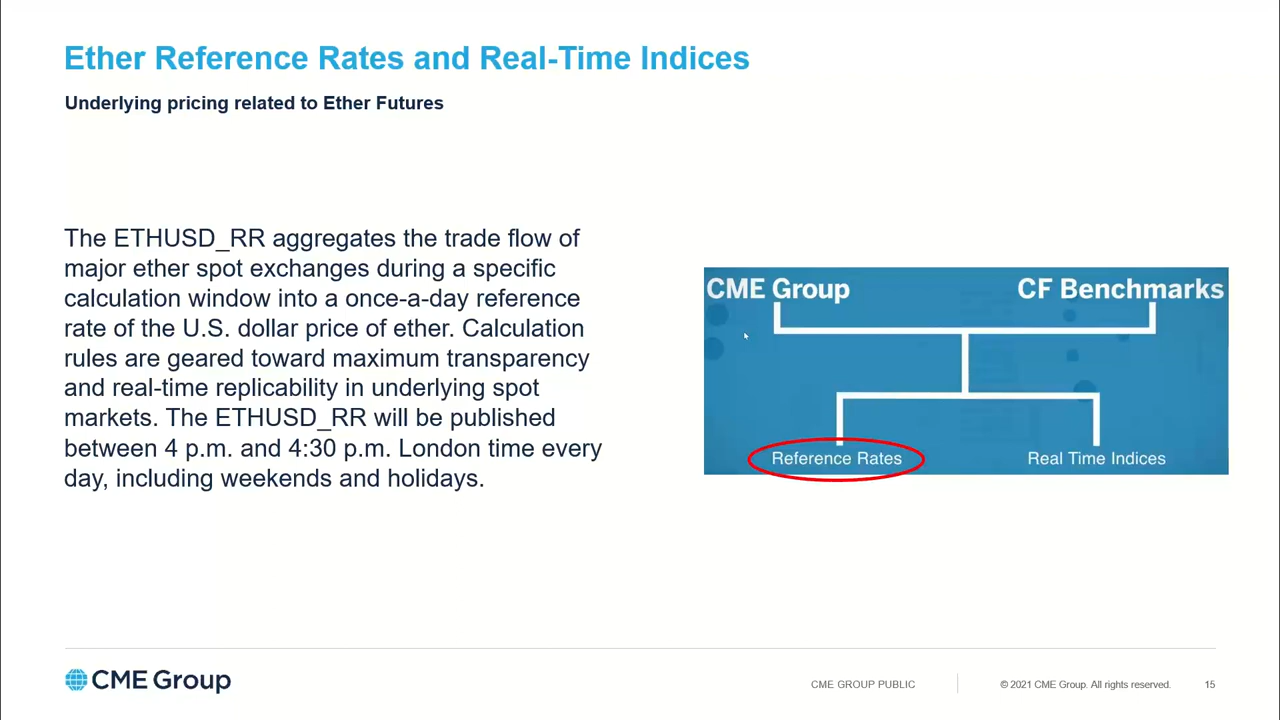 Ether Reference Rates and Real-Time Indices
Underlying pricing related to Ether Futures
The ETHUSD_RR aggregates the trade flow of
major ether spot exchanges during a specific
calculation window into a once-a-day reference
rate of the U.S. dollar price of ether. Calculation
rules are geared toward maximum transparency
and real-time replicability in underlying spot
markets. The ETHUSD_RR will be published
between 4 p.m. and 4:30 p.m. London time every
day, including weekends and holidays.
CME Group
CF Benchmarks
Reference Rates
Real Time Indices
CME Group
CME GROUP PUBLIC
© 2021 CME Group. All rights reserved.
15